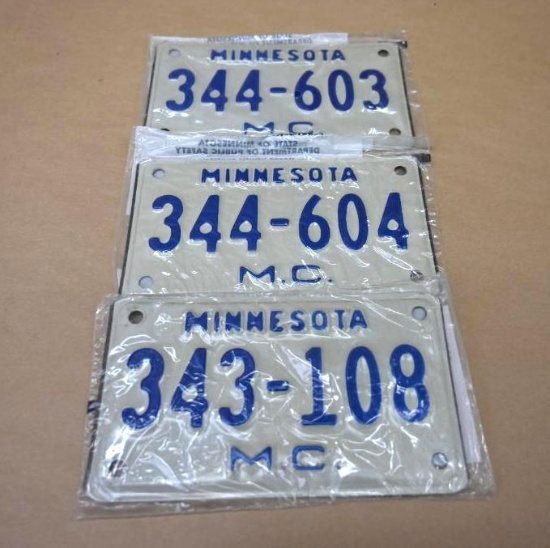 MINNESOTA
344-603
M.C.
STATE OF MINNESOTA
DEPARTMENT OF PUBLIC SAFETY
MINNESOTA
344-604
M.C.
MINNESOTA
343-108
M.C.